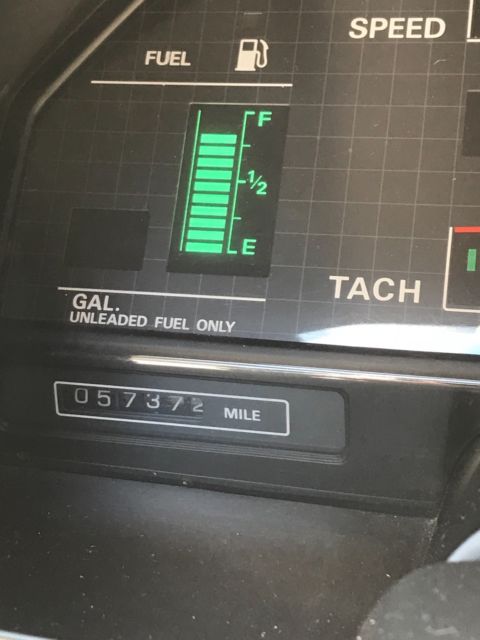 SPEED
FUEL
F
1/2
E
TACH
GAL.
UNLEADED FUEL ONLY
057372 MILE